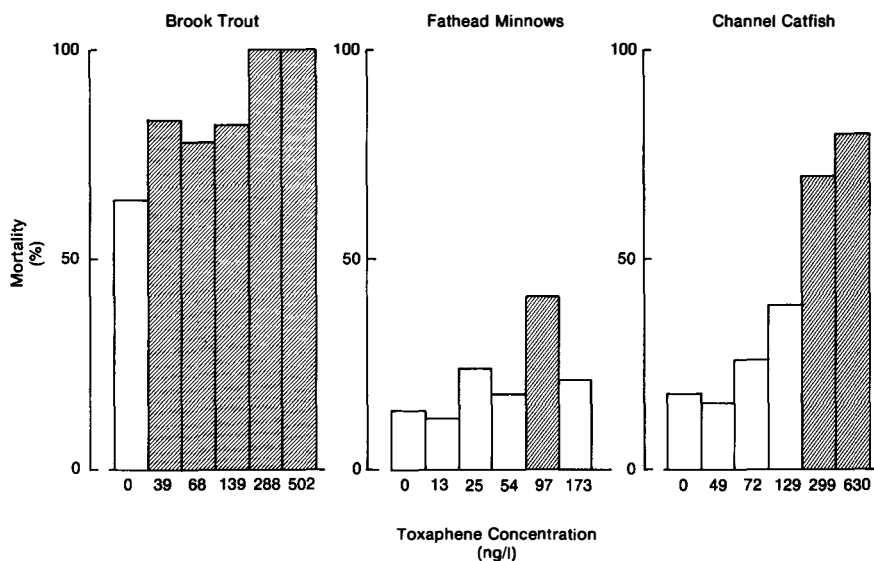 Brook Trout
Fathead Minnows
Channel Catfish
100
50
0
Mortality
(%)
0 39 68 139 288 502
100
50
0
0 13 25 54 97 173
100
50
0
0 49 72 129 299 630
Toxaphene Concentration
(ng/l)